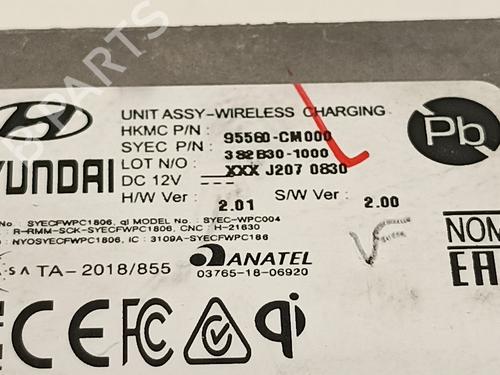 UNIT ASSY-WIRELESS CHARGING
HKMC P/N : 95560-CM000
SYEC P/N : 3S2B30-1000
LOT N/O : XXX J207 0830
DC 12V
H/W Ver : 2.01 S/W Ver : 2.00
HYUNDAI
Pb
No. : SYECFWPC1806, qi MODEL No. : SYEC-WPC004
R-RMM-SCK-SYECFWPC1806, CNC : H-21630
: NYOSYECFWPC1806, IC : 3109A-SYECFWPC186
TA-2018/855
ANATEL
03765-18-06920
NOM
EAC
CE FC qi
B PARTS